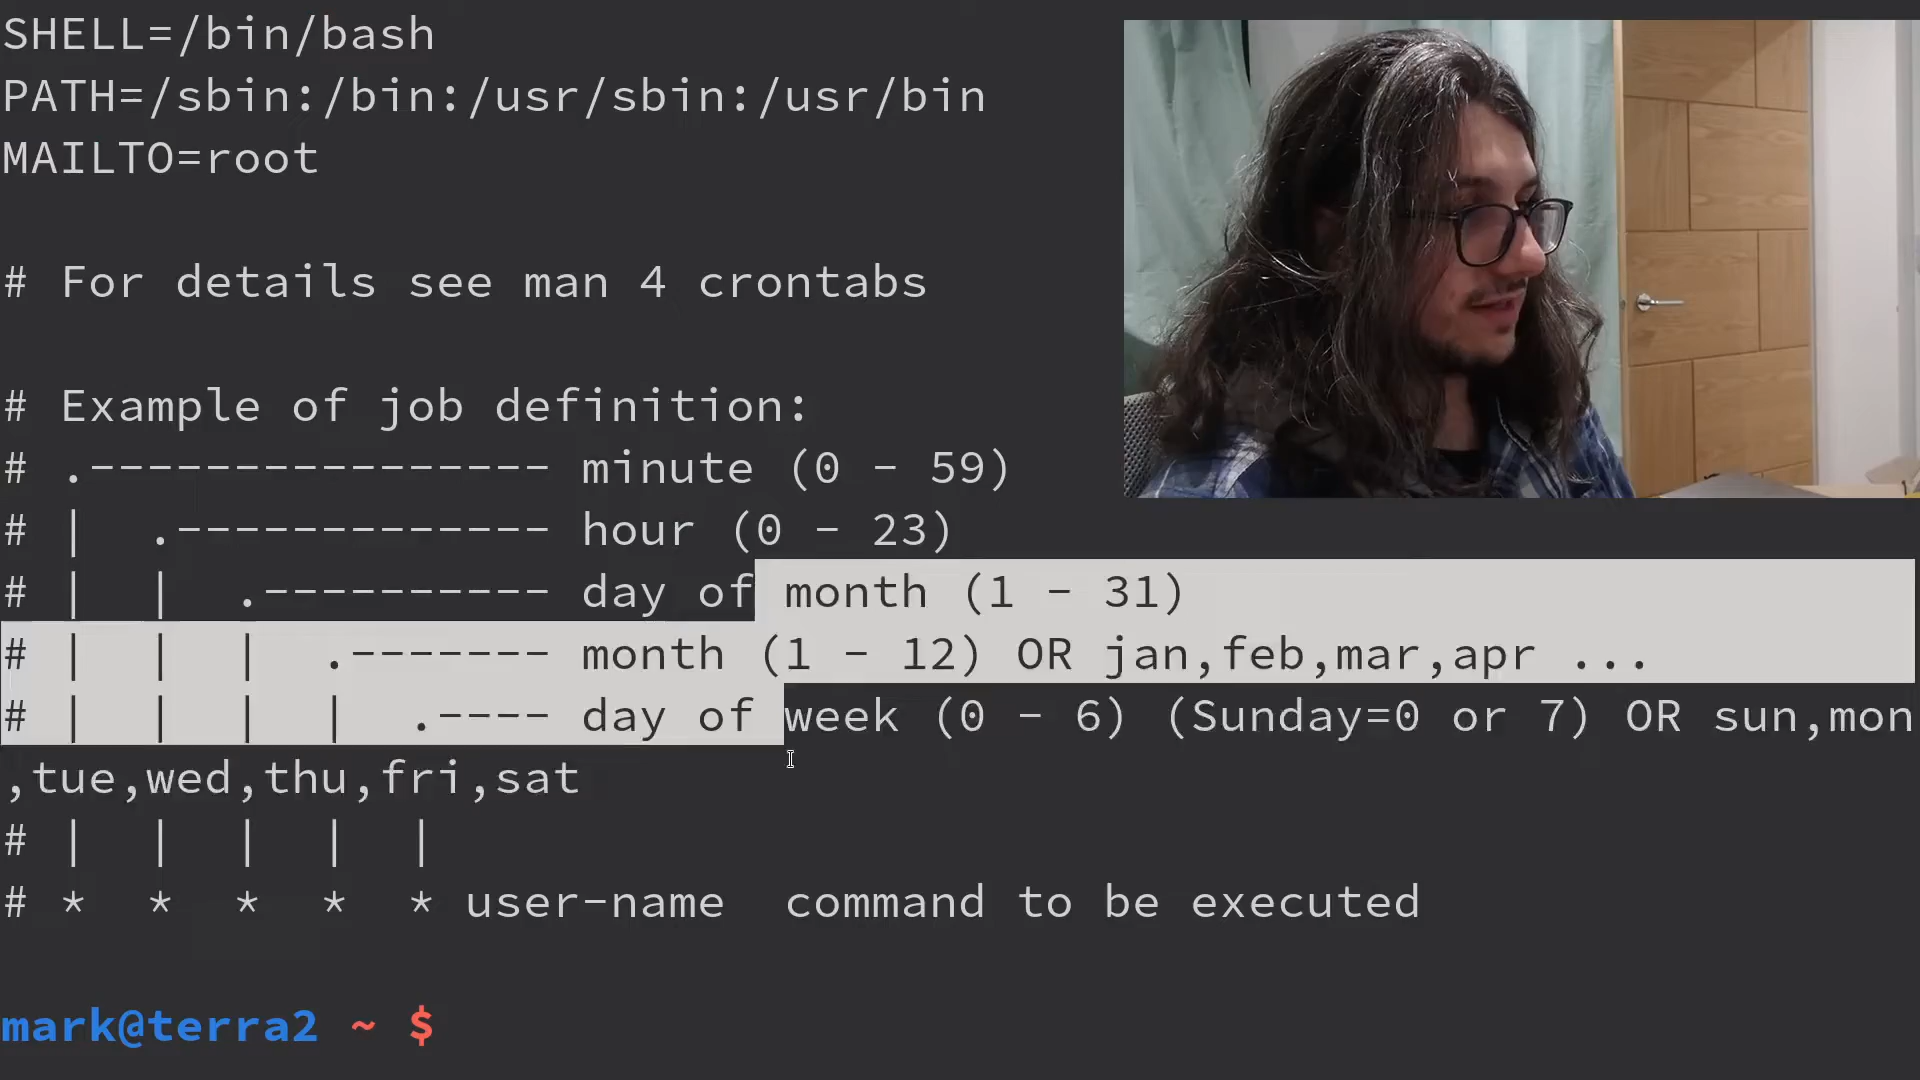 SHELL=/bin/bash
PATH=/sbin:/bin:/usr/sbin:/usr/bin
MAILTO=root
# For details see man 4 crontabs
# Example of job definition:
# .---------------- minute (0 - 59)
# |  .------------- hour (0 - 23)
# |  |  .---------- day of month (1 - 31)
# |  |  |  .------- month (1 - 12) OR jan,feb,mar,apr ...
# |  |  |  |  .---- day of week (0 - 6) (Sunday=0 or 7) OR sun,mon
,tue,wed,thu,fri,sat
# |  |  |  |  |
# *  *  *  *  * user-name  command to be executed
mark@terra2 ~ $